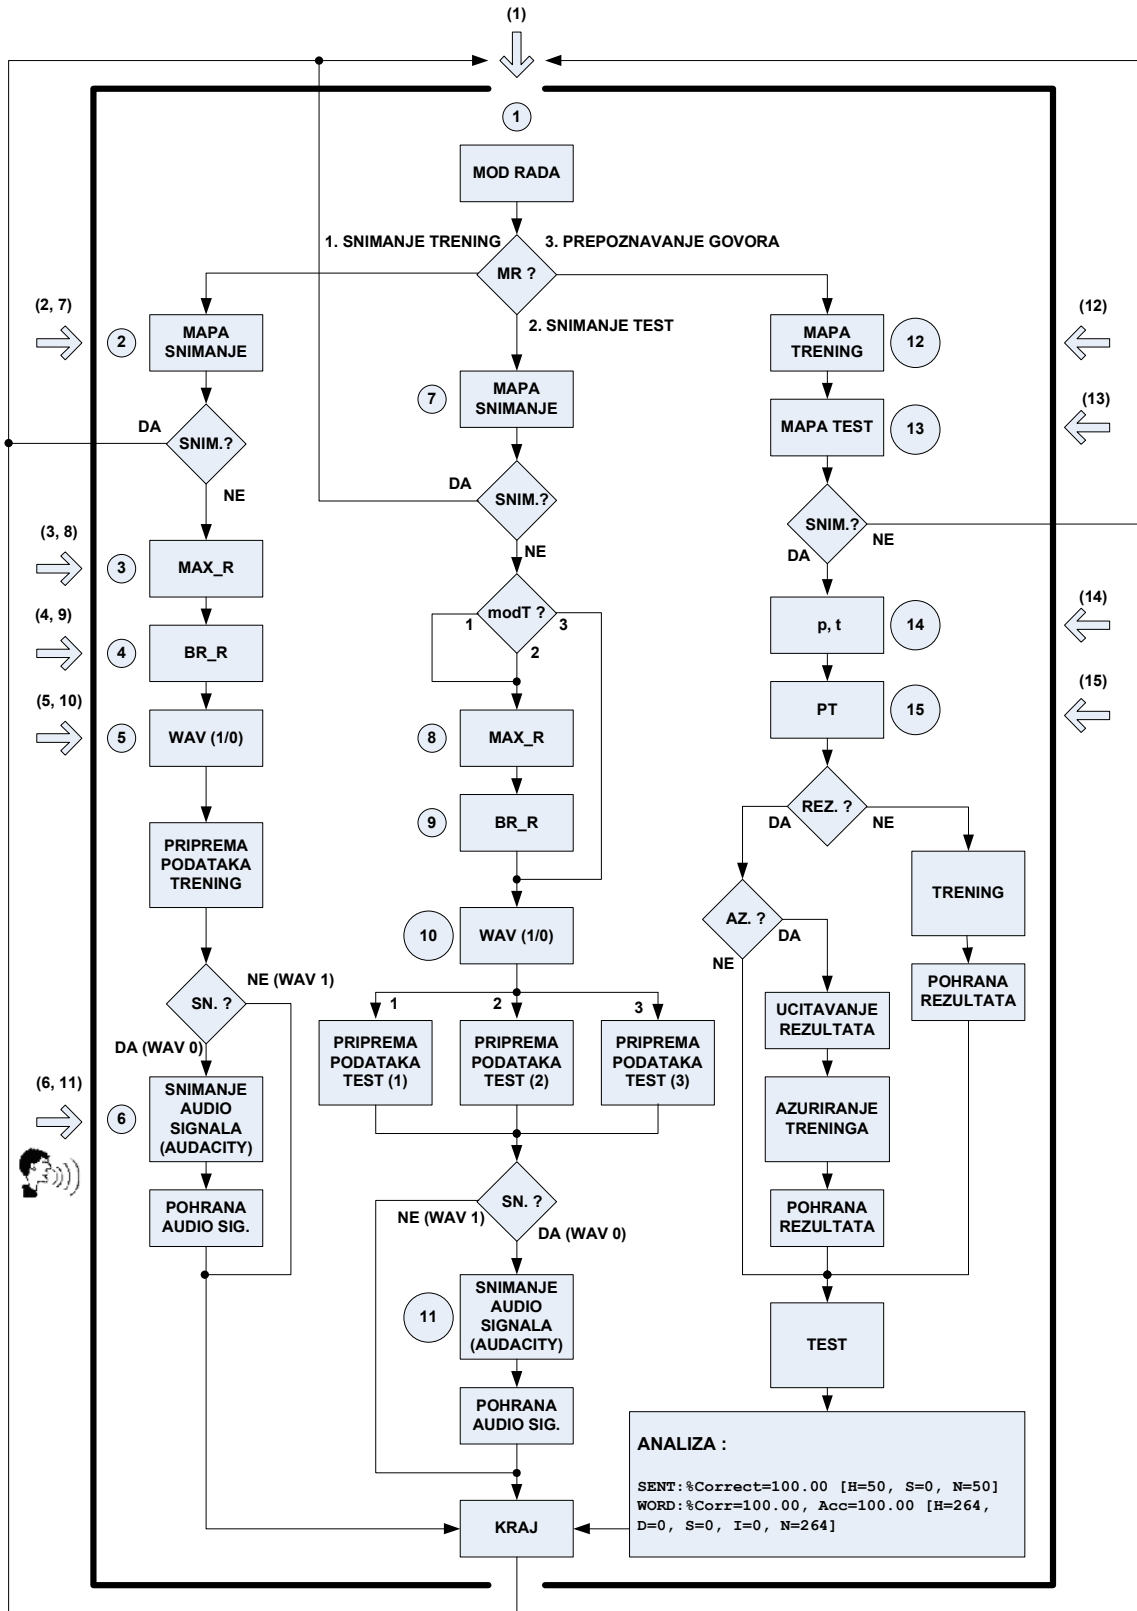 (1)
1
MOD RADA
1. SNIMANJE TRENING
3. PREPOZNAVANJE GOVORA
MR ?
2. SNIMANJE TEST
(2, 7)
2
MAPA
SNIMANJE
DA
SNIM.?
NE
(3, 8)
3
MAX_R
(4, 9)
4
BR_R
(5, 10)
5
WAV (1/0)
PRIPREMA
PODATAKA
TRENING
NE (WAV 1)
SN. ?
DA (WAV 0)
(6, 11)
6
SNIMANJE
AUDIO
SIGNALA
(AUDACITY)
POHRANA
AUDIO SIG.
7
MAPA
SNIMANJE
DA
SNIM.?
NE
modT ?
1
3
2
8
MAX_R
9
BR_R
10
WAV (1/0)
1
2
3
PRIPREMA
PODATAKA
TEST (1)
PRIPREMA
PODATAKA
TEST (2)
PRIPREMA
PODATAKA
TEST (3)
SN. ?
NE (WAV 1)
DA (WAV 0)
11
SNIMANJE
AUDIO
SIGNALA
(AUDACITY)
POHRANA
AUDIO SIG.
KRAJ
MAPA
TRENING
12
(12)
MAPA TEST
13
(13)
SNIM.?
NE
DA
p, t
14
(14)
PT
15
(15)
REZ. ?
DA
NE
TRENING
POHRANA
REZULTATA
AZ. ?
DA
NE
UCITAVANJE
REZULTATA
AZURIRANJE
TRENINGA
POHRANA
REZULTATA
TEST
ANALIZA :
SENT:%Correct=100.00 [H=50, S=0, N=50]
WORD:%Corr=100.00, Acc=100.00 [H=264,
D=0, S=0, I=0, N=264]